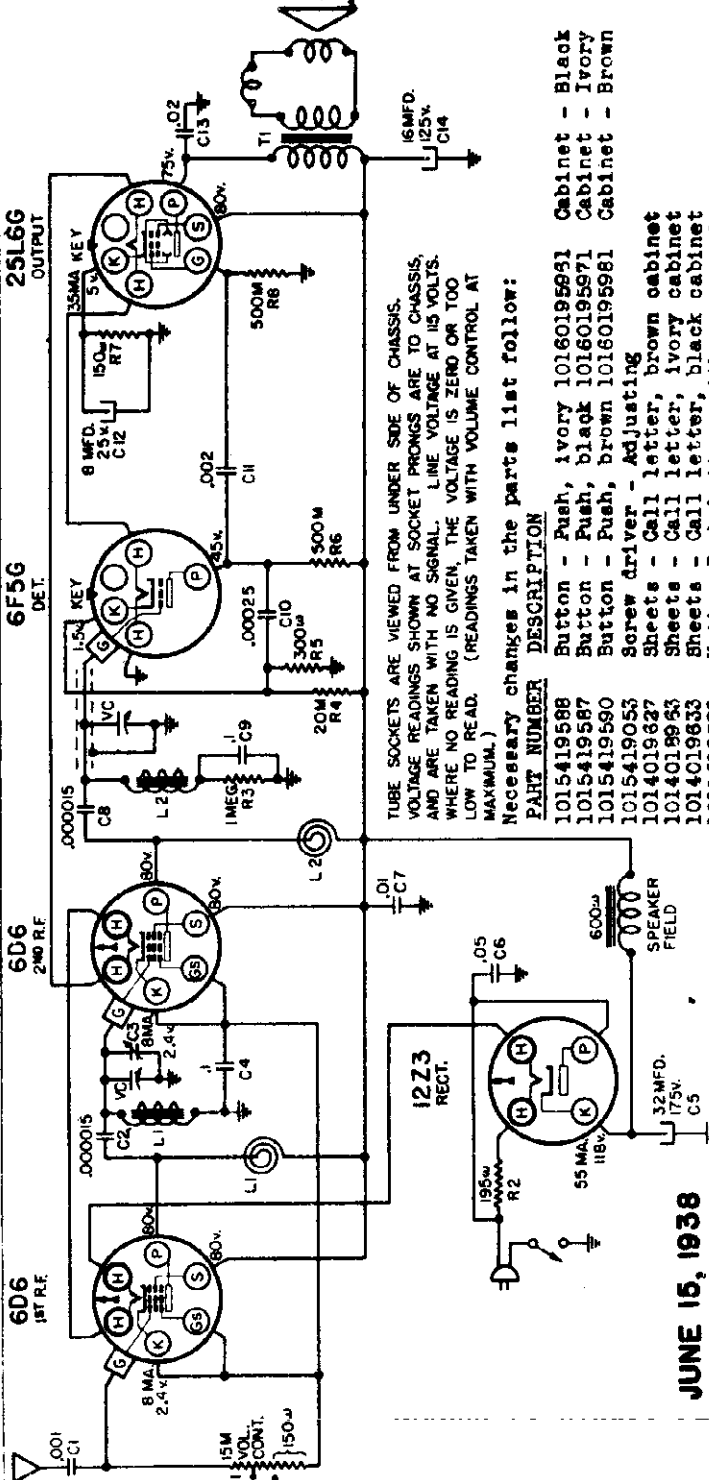 6D6
1ST R.F.
6D6
2ND R.F.
6F5G
DET.
25L6G
OUTPUT
.001
C1
15M
VOL.
CONT.
150ω
8 MA.
2.4v.
G
H
H
K
P
GS
S
80v.
80v.
L1
.000015
C2
L1
VC
C3
.1
C4
8MA.
2.4v.
G
H
H
K
P
GS
S
80v.
80v.
L2
.01
C7
.000015
C8
L2
VC
1MEG.
R3
.1
C9
1.5v.
KEY
G
K
H
H
P
45v.
.00025
C10
300ω
R5
20M
R4
500M
R6
.002
C11
8 MFD.
25v.
C12
150ω
R7
35MA
5v.
KEY
K
H
H
P
S
G
75v.
80v.
500M
R8
.02
C13
T1
16MFD.
125v.
C14
12Z3
RECT.
H
H
K
P
195ω
R2
55 MA.
118v.
.05
C6
32 MFD.
175v.
C5
600ω
SPEAKER
FIELD
TUBE SOCKETS ARE VIEWED FROM UNDER SIDE OF CHASSIS.
VOLTAGE READINGS SHOWN AT SOCKET PRONGS ARE TO CHASSIS,
AND ARE TAKEN WITH NO SIGNAL. LINE VOLTAGE AT 115 VOLTS.
WHERE NO READING IS GIVEN, THE VOLTAGE IS ZERO OR TOO
LOW TO READ. (READINGS TAKEN WITH VOLUME CONTROL AT
MAXIMUM.)
Necessary changes in the parts list follow:
PART NUMBER DESCRIPTION
1015419588 Button - Push, ivory 10160195931 Cabinet - Black
1015419587 Button - Push, black 10160195971 Cabinet - Ivory
1015419590 Button - Push, brown 10160195981 Cabinet - Brown
1015419053 Screw driver - Adjusting
1014019627 Sheets - Call letter, brown cabinet
1014018963 Sheets - Call letter, ivory cabinet
1014019633 Sheets - Call letter, black cabinet
JUNE 15, 1938